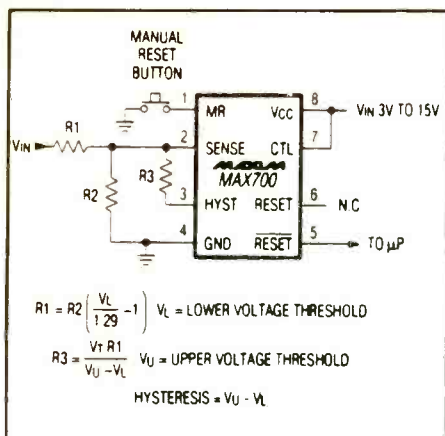 MANUAL
RESET
BUTTON
1 MR VCC 8 VIN 3V TO 15V
VIN R1 2 SENSE CTL 7
R2 R3 MAXIM
MAX700
3 HYST RESET 6 N.C
4 GND RESET 5 TO µP
R1 = R2 (VL / 1 29 - 1) VL = LOWER VOLTAGE THRESHOLD
R3 = VT R1 / VU - VL VU = UPPER VOLTAGE THRESHOLD
HYSTERESIS = VU - VL